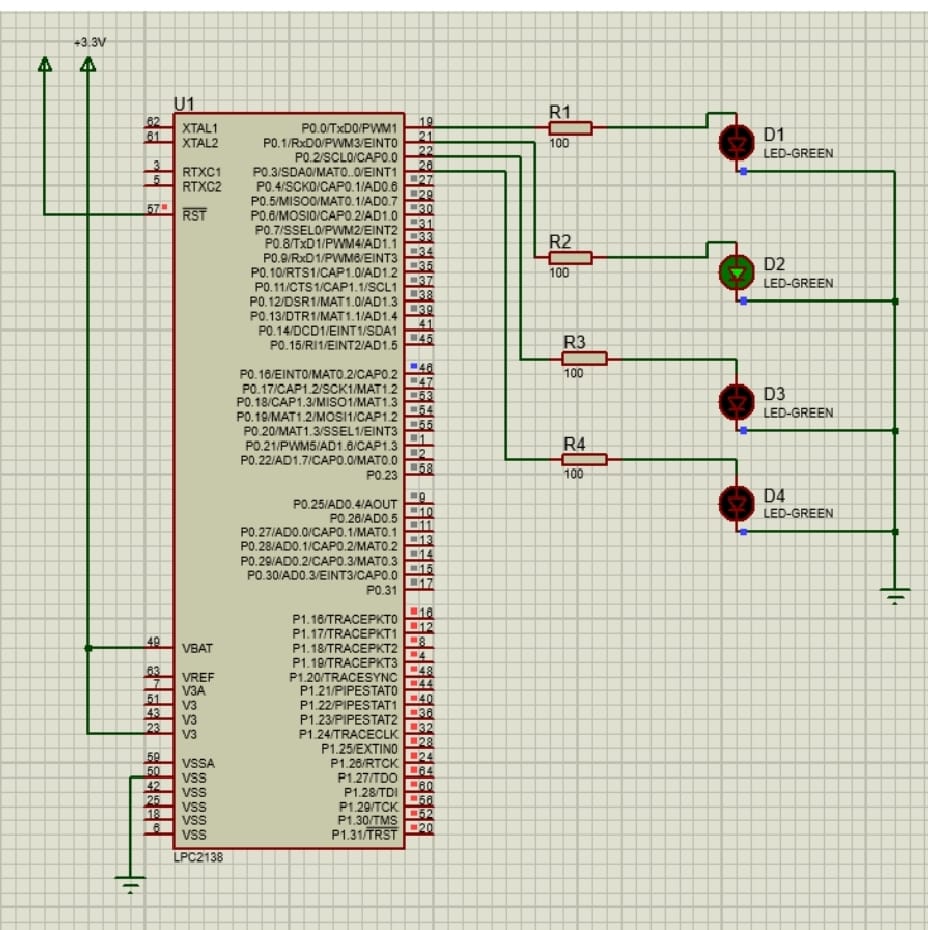 +3.3V
U1
62 XTAL1
61 XTAL2
3 RTXC1
5 RTXC2
57 RST
49 VBAT
63 VREF
7 V3A
51 V3
43 V3
23 V3
59 VSSA
50 VSS
42 VSS
25 VSS
18 VSS
6 VSS
P0.0/TxD0/PWM1 19
P0.1/RxD0/PWM3/EINT0 21
P0.2/SCL0/CAP0.0 22
P0.3/SDA0/MAT0..0/EINT1 26
P0.4/SCK0/CAP0.1/AD0.6 27
P0.5/MISO0/MAT0.1/AD0.7 29
P0.6/MOSI0/CAP0.2/AD1.0 30
P0.7/SSEL0/PWM2/EINT2 31
P0.8/TxD1/PWM4/AD1.1 33
P0.9/RxD1/PWM6/EINT3 34
P0.10/RTS1/CAP1.0/AD1.2 35
P0.11/CTS1/CAP1.1/SCL1 37
P0.12/DSR1/MAT1.0/AD1.3 38
P0.13/DTR1/MAT1.1/AD1.4 39
P0.14/DCD1/EINT1/SDA1 41
P0.15/RI1/EINT2/AD1.5 45
P0.16/EINT0/MAT0.2/CAP0.2 46
P0.17/CAP1.2/SCK1/MAT1.2 47
P0.18/CAP1.3/MISO1/MAT1.3 53
P0.19/MAT1.2/MOSI1/CAP1.2 54
P0.20/MAT1.3/SSEL1/EINT3 55
P0.21/PWM5/AD1.6/CAP1.3 1
P0.22/AD1.7/CAP0.0/MAT0.0 2
P0.23 58
P0.25/AD0.4/AOUT 9
P0.26/AD0.5 10
P0.27/AD0.0/CAP0.1/MAT0.1 11
P0.28/AD0.1/CAP0.2/MAT0.2 13
P0.29/AD0.2/CAP0.3/MAT0.3 14
P0.30/AD0.3/EINT3/CAP0.0 15
P0.31 17
P1.16/TRACEPKT0 16
P1.17/TRACEPKT1 12
P1.18/TRACEPKT2 8
P1.19/TRACEPKT3 4
P1.20/TRACESYNC 48
P1.21/PIPESTAT0 44
P1.22/PIPESTAT1 40
P1.23/PIPESTAT2 36
P1.24/TRACECLK 32
P1.25/EXTIN0 28
P1.26/RTCK 24
P1.27/TDO 64
P1.28/TDI 60
P1.29/TCK 56
P1.30/TMS 52
P1.31/TRST 20
LPC2138
R1
100
D1
LED-GREEN
R2
100
D2
LED-GREEN
R3
100
D3
LED-GREEN
R4
100
D4
LED-GREEN